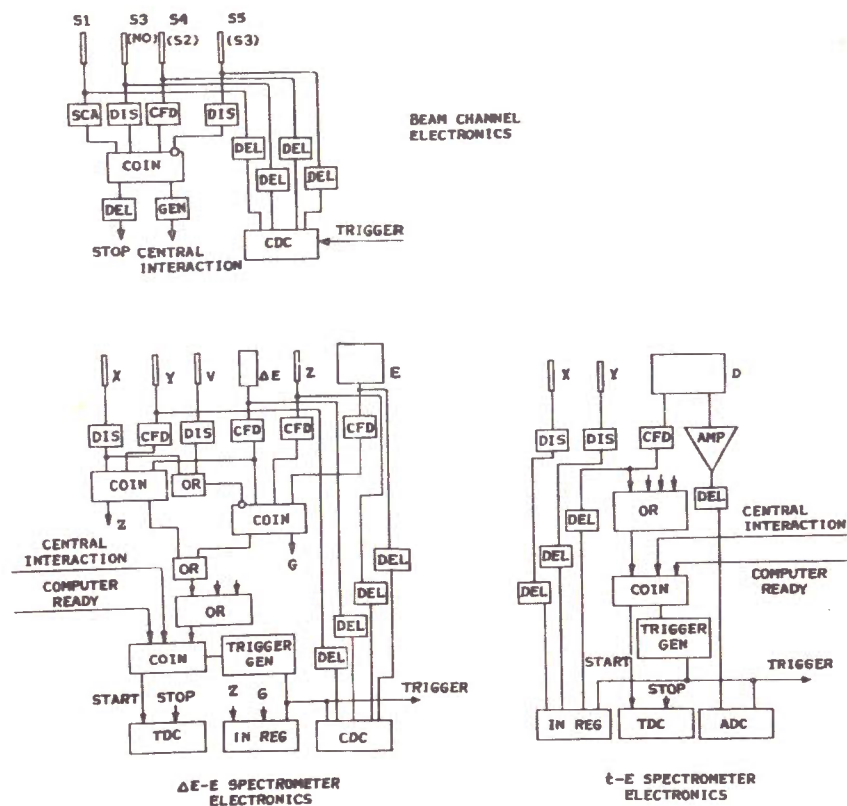 S1 S3 S4 S5
(NO) (S2) (S3)
SCA DIS CFD DIS
BEAM CHANNEL
ELECTRONICS
COIN
DEL DEL
DEL DEL
DEL GEN
STOP CENTRAL
INTERACTION
CDC
TRIGGER
X Y V ΔE Z E
DIS CFD DIS CFD CFD CFD
COIN OR
COIN
Z
G
CENTRAL
INTERACTION
OR
COMPUTER
READY
OR
DEL
DEL
DEL
DEL
COIN
TRIGGER
GEN
START STOP
Z G
TRIGGER
TDC IN REG CDC
ΔE-E SPECTROMETER
ELECTRONICS
X Y D
DIS DIS CFD AMP
DEL
OR
DEL
CENTRAL
INTERACTION
DEL
COMPUTER
READY
DEL
COIN
TRIGGER
GEN
START
STOP
TRIGGER
IN REG TDC ADC
t-E SPECTROMETER
ELECTRONICS